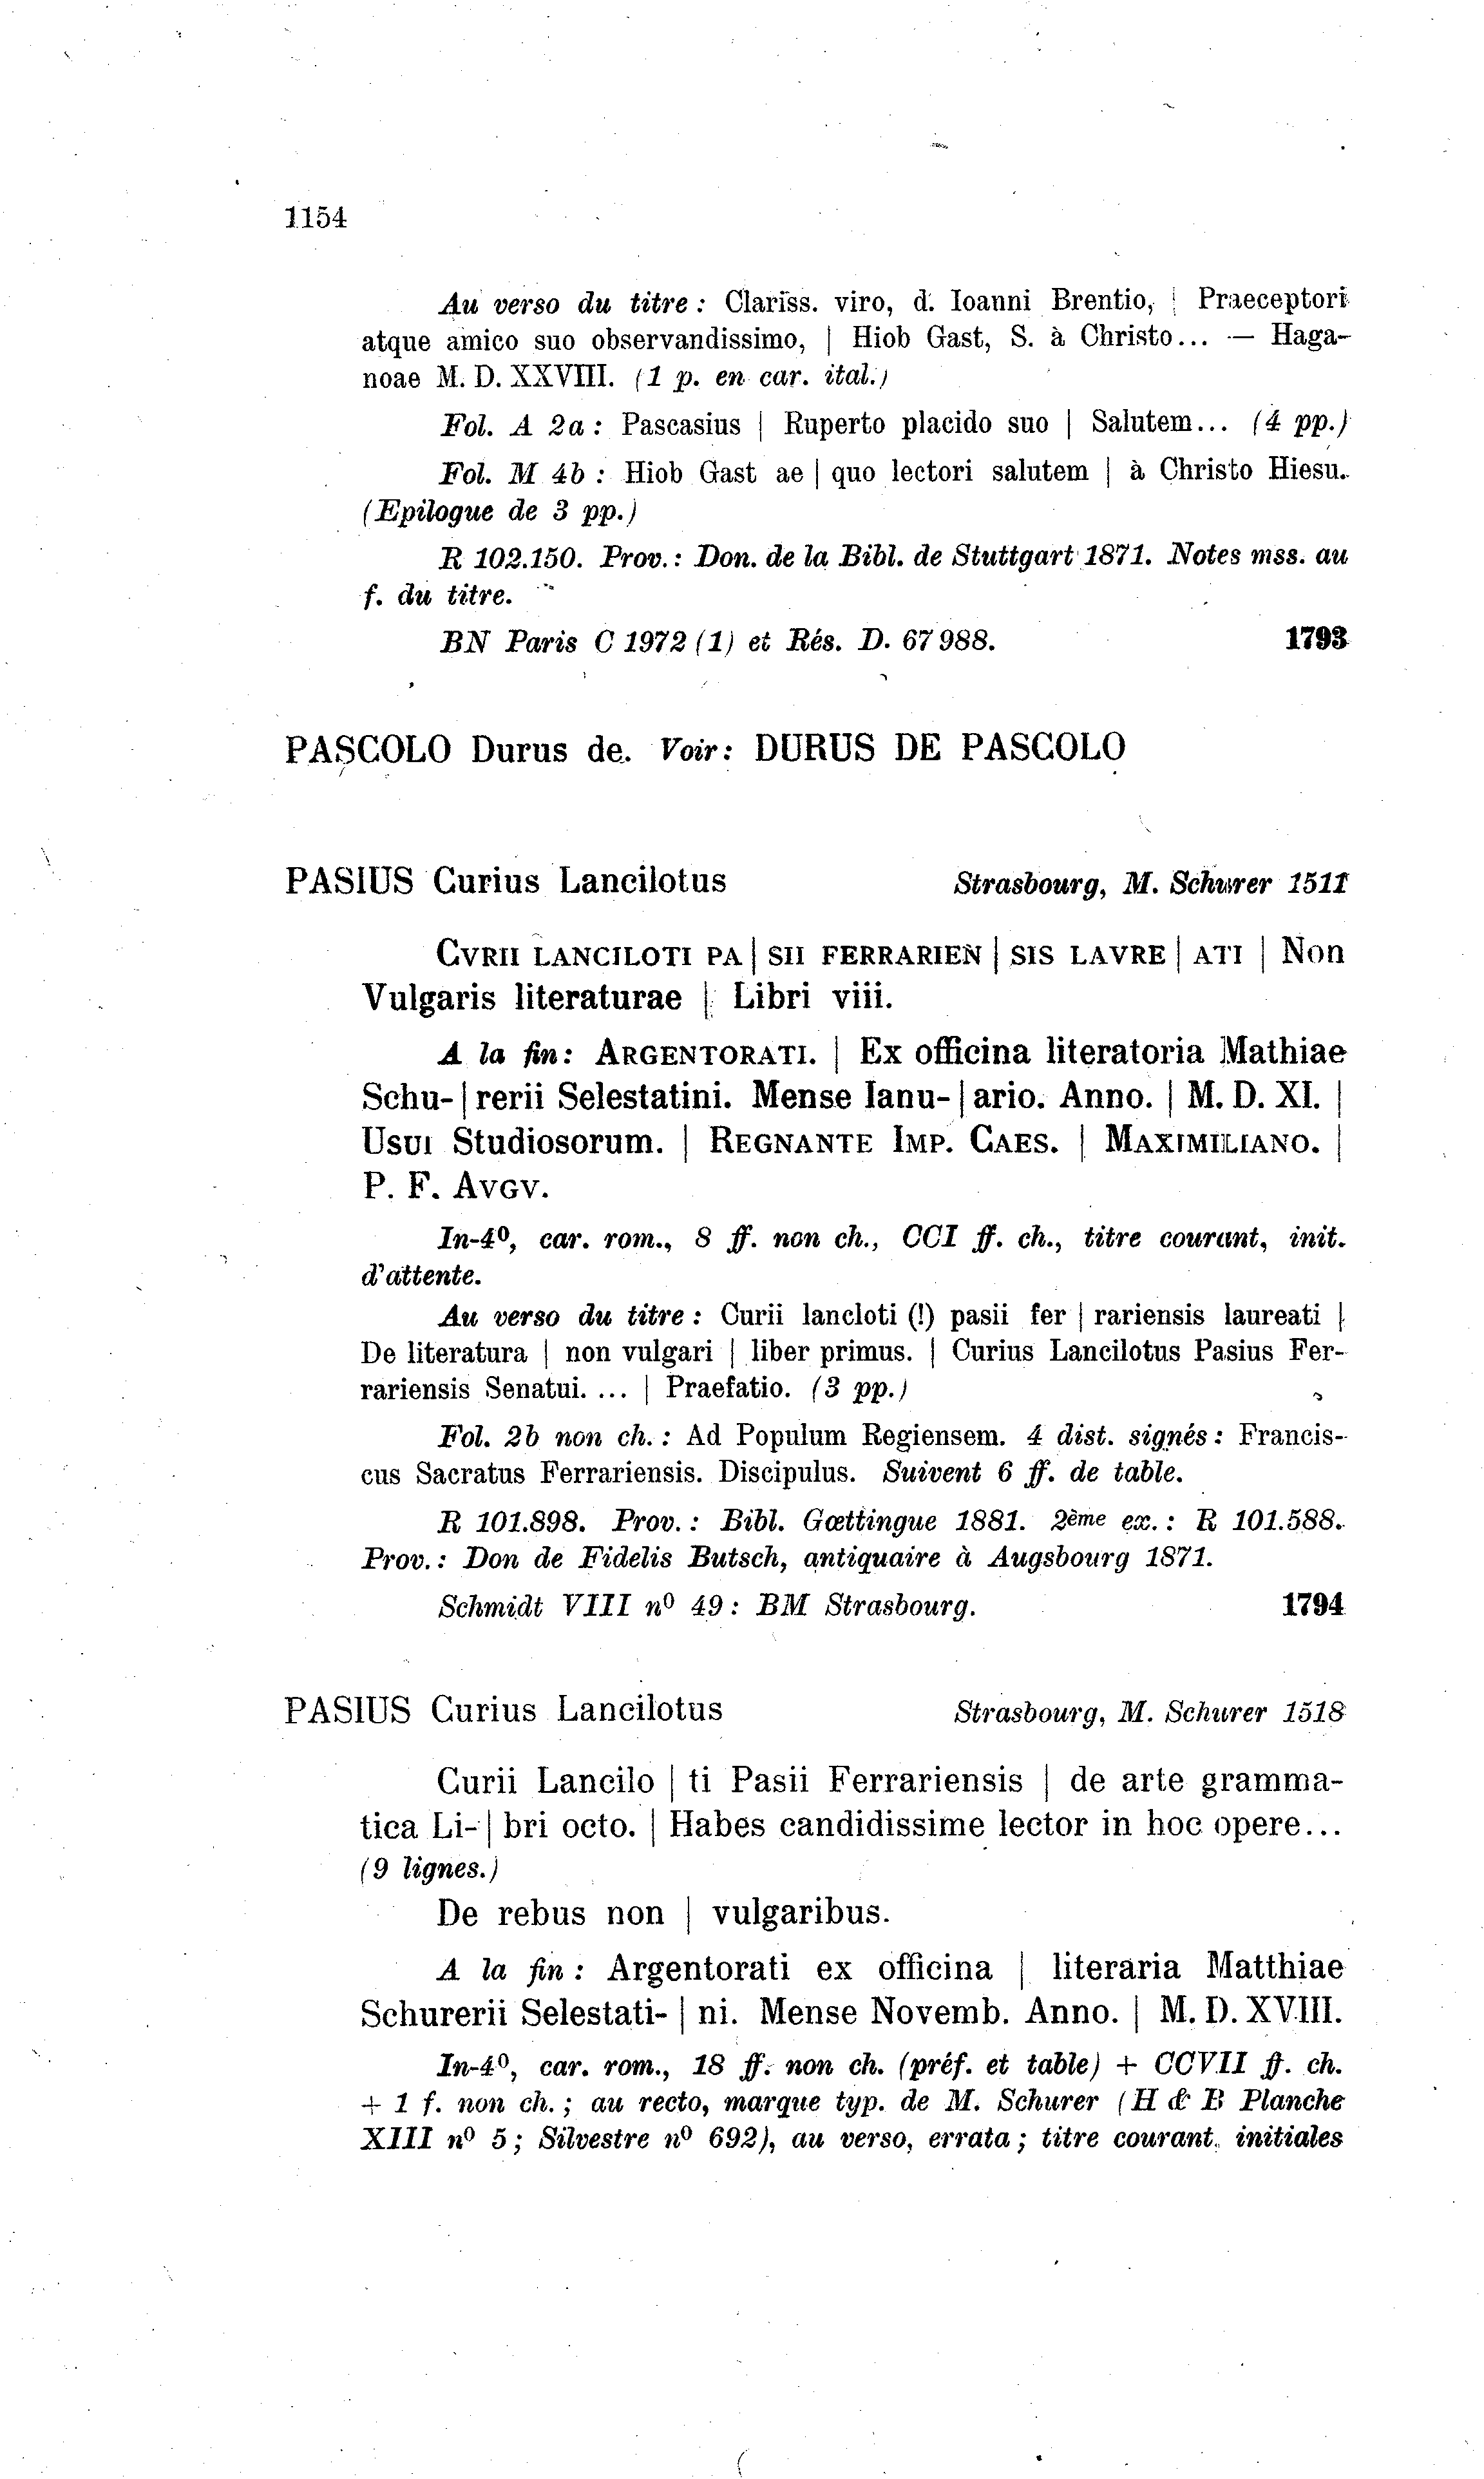 1154
Au verso du titre : Clariss. viro, d. Ioanni Brentio, | Praeceptori
atque amico suo observandissimo, | Hiob Gast, S. à Christo... — Haga-
noae M. D. XXVIII. (1 p. en car. ital.)
Fol. A 2a : Pascasius | Ruperto placido suo | Salutem... (4 pp.)
Fol. M 4b : Hiob Gast ae | quo lectori salutem | à Christo Hiesu.
(Epilogue de 3 pp.)
R 102.150. Prov. : Don. de la Bibl. de Stuttgart 1871. Notes mss. au
f. du titre.
BN Paris C 1972 (1) et Rés. D. 67 988. 1793
PASCOLO Durus de. Voir : DURUS DE PASCOLO
PASIUS Curius Lancilotus Strasbourg, M. Schurer 1511
CVRII LANCILOTI PA | SII FERRARIEN | SIS LAVRE | ATI | Non
Vulgaris literaturae | Libri viii.
A la fin : ARGENTORATI. | Ex officina literatoria Mathiae
Schu- | rerii Selestatini. Mense Ianu- | ario. Anno. | M. D. XI. |
Usui Studiosorum. | REGNANTE IMP. CAES. | MAXIMILIANO. |
P. F. AVGV.
In-4º, car. rom., 8 ff. non ch., CCI ff. ch., titre courant, init.
d'attente.
Au verso du titre : Curii lancloti (!) pasii fer | rariensis laureati |
De literatura | non vulgari | liber primus. | Curius Lancilotus Pasius Fer-
rariensis Senatui. ... | Praefatio. (3 pp.)
Fol. 2b non ch. : Ad Populum Regiensem. 4 dist. signés : Francis-
cus Sacratus Ferrariensis. Discipulus. Suivent 6 ff. de table.
R 101.898. Prov. : Bibl. Gœttingue 1881. 2ème ex. : R 101.588.
Prov. : Don de Fidelis Butsch, antiquaire à Augsbourg 1871.
Schmidt VIII nº 49 : BM Strasbourg. 1794
PASIUS Curius Lancilotus Strasbourg, M. Schurer 1518
Curii Lancilo | ti Pasii Ferrariensis | de arte gramma-
tica Li- | bri octo. | Habes candidissime lector in hoc opere...
(9 lignes.)
De rebus non | vulgaribus.
A la fin : Argentorati ex officina | literaria Matthiae
Schurerii Selestati- | ni. Mense Novemb. Anno. | M. D. XVIII.
In-4º, car. rom., 18 ff. non ch. (préf. et table) + CCVII ff. ch.
+ 1 f. non ch. ; au recto, marque typ. de M. Schurer (H & B Planche
XIII nº 5 ; Silvestre nº 692), au verso, errata ; titre courant, initiales